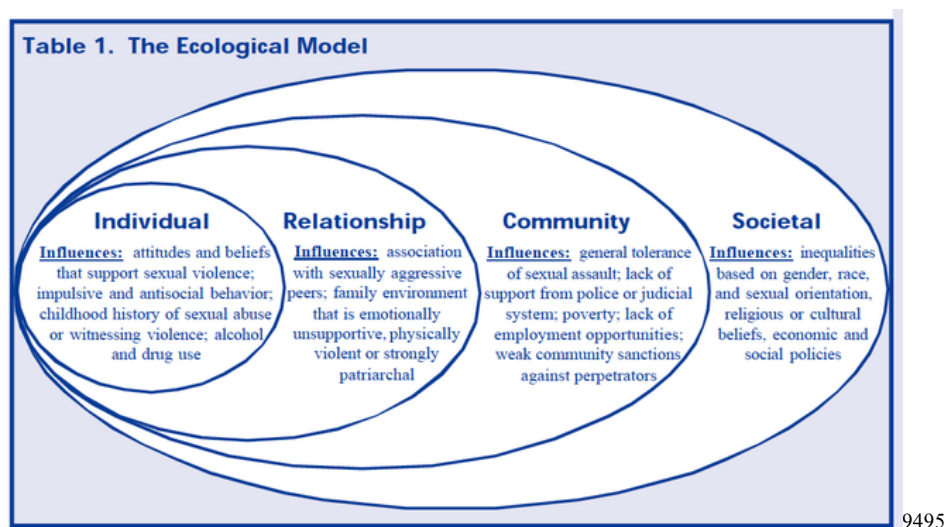 Table 1. The Ecological Model
Individual
Influences: attitudes and beliefs
that support sexual violence;
impulsive and antisocial behavior;
childhood history of sexual abuse
or witnessing violence; alcohol
and drug use
Relationship
Influences: association
with sexually aggressive
peers; family environment
that is emotionally
unsupportive, physically
violent or strongly
patriarchal
Community
Influences: general tolerance
of sexual assault; lack of
support from police or judicial
system; poverty; lack of
employment opportunities;
weak community sanctions
against perpetrators
Societal
Influences: inequalities
based on gender, race,
and sexual orientation,
religious or cultural
beliefs, economic and
social policies
9495